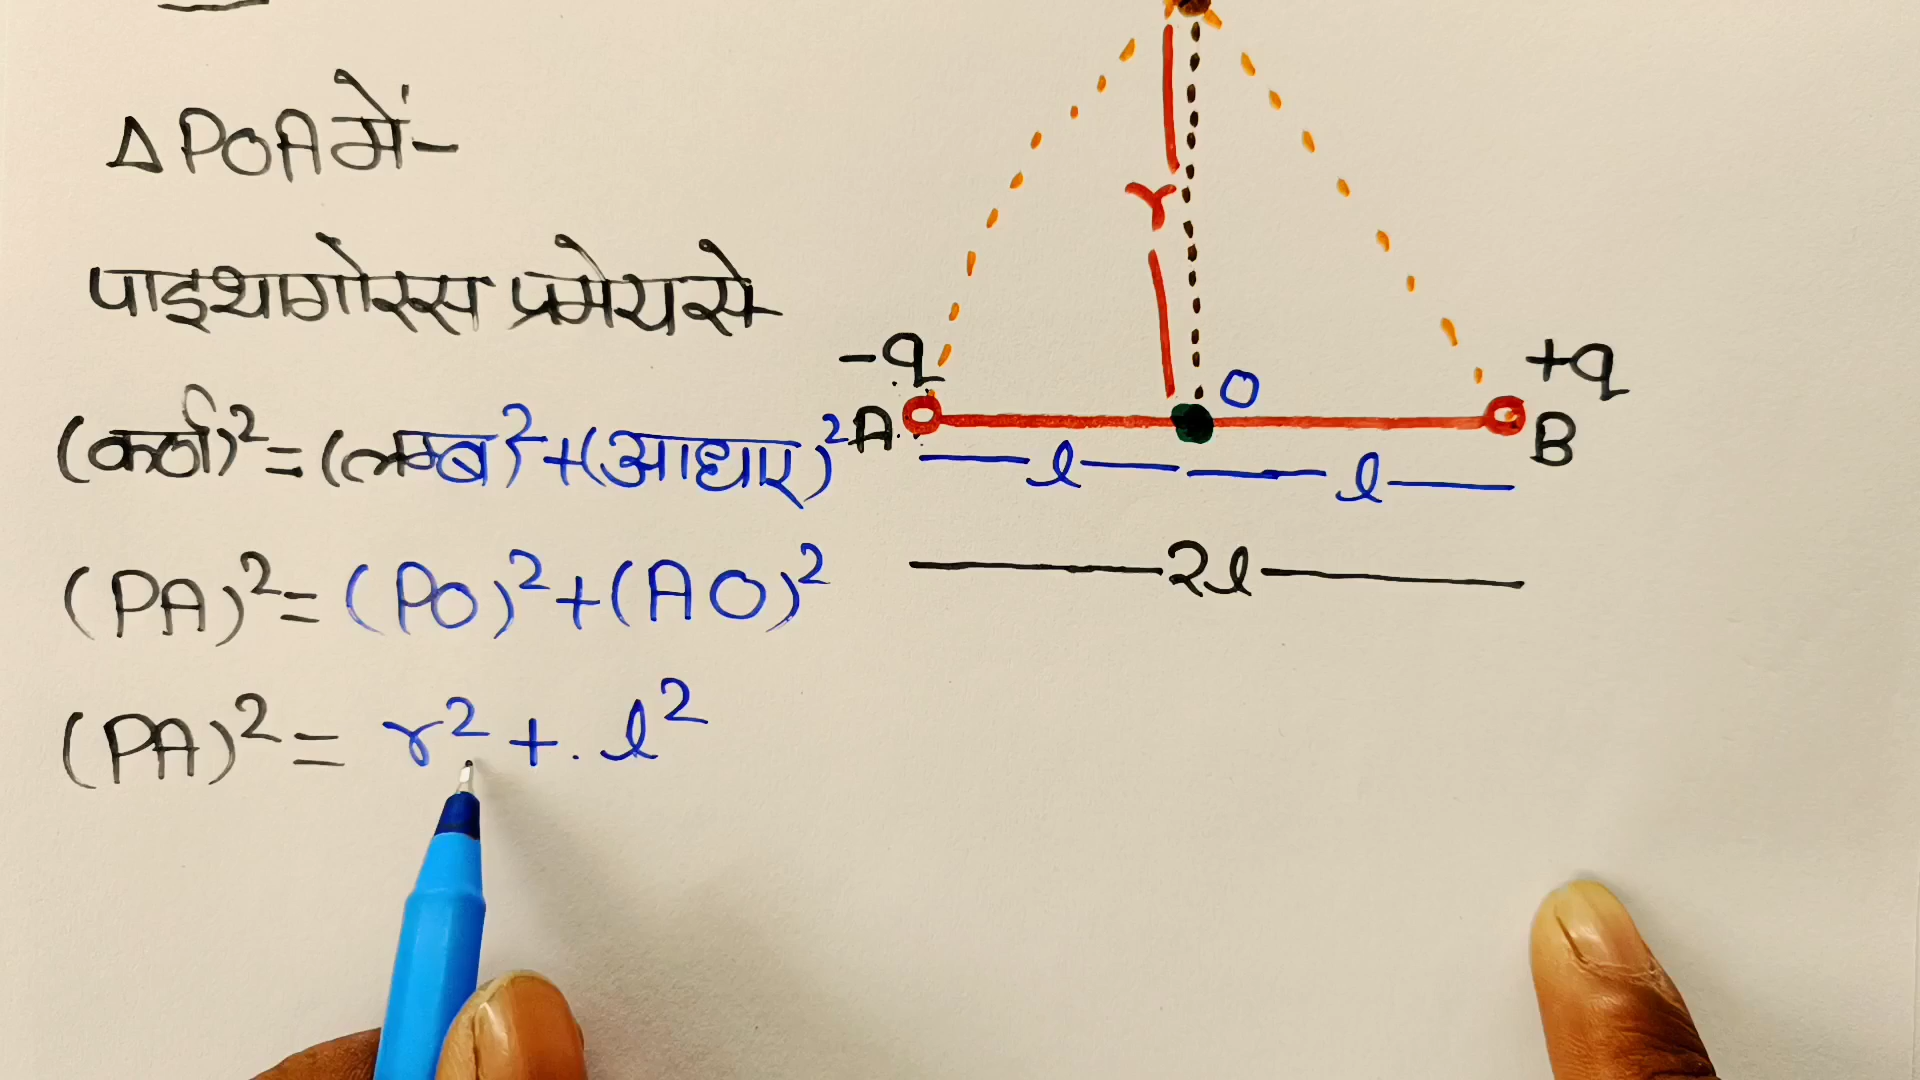 Δ POA में-
पाइथागोरस प्रमेय से-
(कर्ण)² = (लम्ब)² + (आधार)²
(PA)² = (PO)² + (AO)²
(PA)² = r² + l²
r
-q
+q
A
O
B
l
l
2l